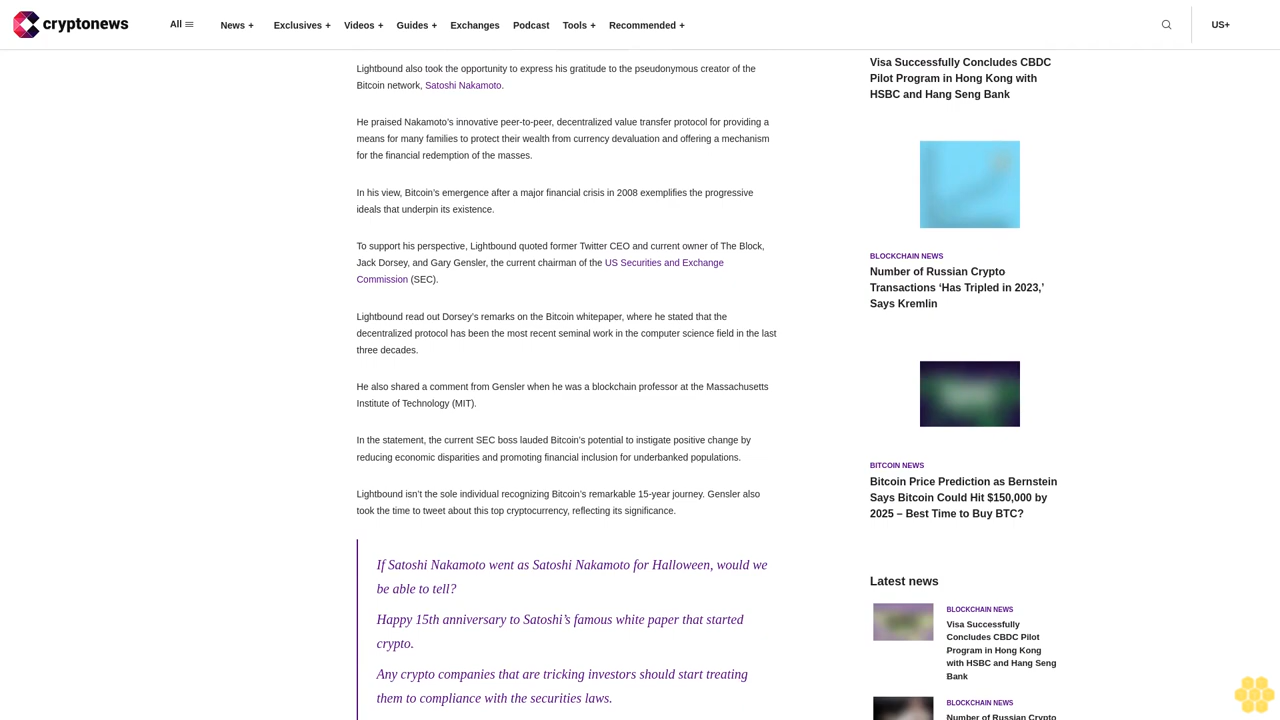 cryptonews
All
News +
Exclusives +
Videos +
Guides +
Exchanges
Podcast
Tools +
Recommended +
US+
Lightbound also took the opportunity to express his gratitude to the pseudonymous creator of the
Bitcoin network, Satoshi Nakamoto.
He praised Nakamoto’s innovative peer-to-peer, decentralized value transfer protocol for providing a
means for many families to protect their wealth from currency devaluation and offering a mechanism
for the financial redemption of the masses.
In his view, Bitcoin’s emergence after a major financial crisis in 2008 exemplifies the progressive
ideals that underpin its existence.
To support his perspective, Lightbound quoted former Twitter CEO and current owner of The Block,
Jack Dorsey, and Gary Gensler, the current chairman of the US Securities and Exchange
Commission (SEC).
Lightbound read out Dorsey’s remarks on the Bitcoin whitepaper, where he stated that the
decentralized protocol has been the most recent seminal work in the computer science field in the last
three decades.
He also shared a comment from Gensler when he was a blockchain professor at the Massachusetts
Institute of Technology (MIT).
In the statement, the current SEC boss lauded Bitcoin’s potential to instigate positive change by
reducing economic disparities and promoting financial inclusion for underbanked populations.
Lightbound isn’t the sole individual recognizing Bitcoin’s remarkable 15-year journey. Gensler also
took the time to tweet about this top cryptocurrency, reflecting its significance.
If Satoshi Nakamoto went as Satoshi Nakamoto for Halloween, would we
be able to tell?
Happy 15th anniversary to Satoshi’s famous white paper that started
crypto.
Any crypto companies that are tricking investors should start treating
them to compliance with the securities laws.
Visa Successfully Concludes CBDC
Pilot Program in Hong Kong with
HSBC and Hang Seng Bank
BLOCKCHAIN NEWS
Number of Russian Crypto
Transactions ‘Has Tripled in 2023,’
Says Kremlin
BITCOIN NEWS
Bitcoin Price Prediction as Bernstein
Says Bitcoin Could Hit $150,000 by
2025 – Best Time to Buy BTC?
Latest news
BLOCKCHAIN NEWS
Visa Successfully
Concludes CBDC Pilot
Program in Hong Kong
with HSBC and Hang Seng
Bank
BLOCKCHAIN NEWS
Number of Russian Crypto